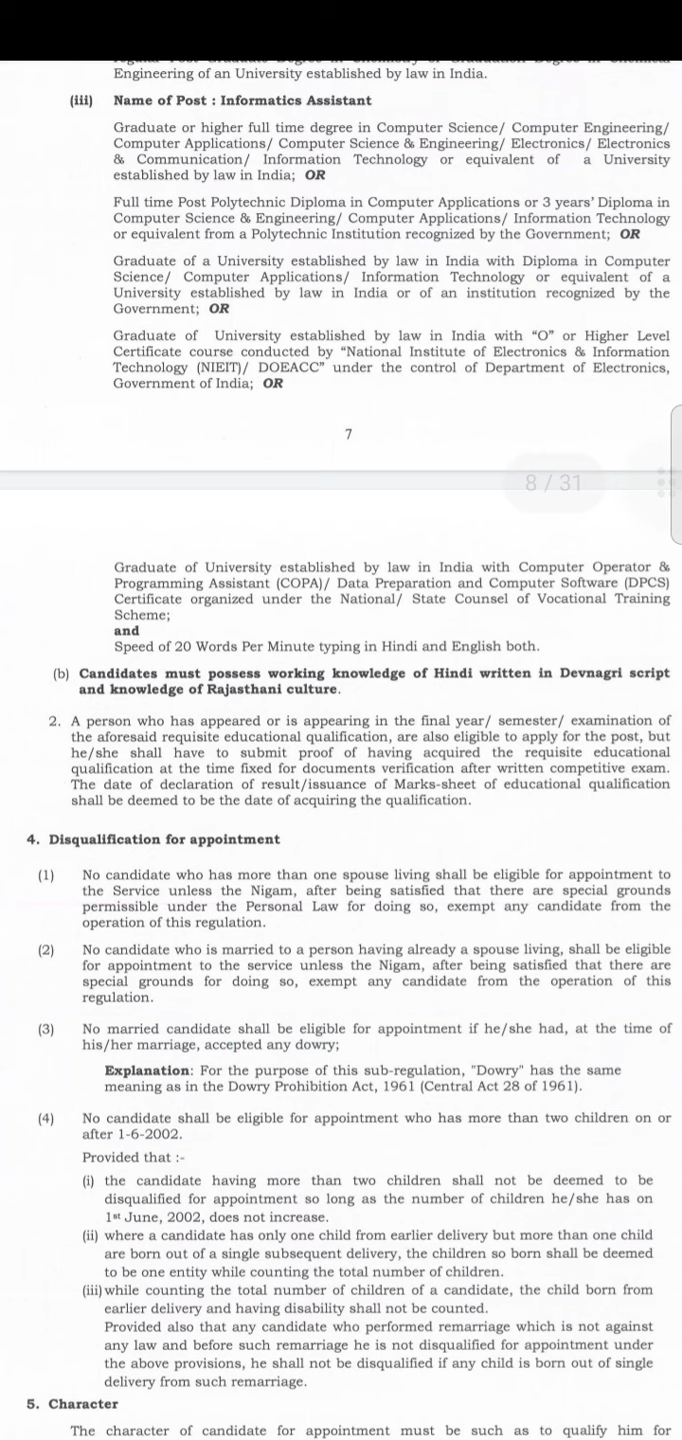 Engineering of an University established by law in India.
(iii) Name of Post : Informatics Assistant
Graduate or higher full time degree in Computer Science/ Computer Engineering/
Computer Applications/ Computer Science & Engineering/ Electronics/ Electronics
& Communication/ Information Technology or equivalent of a University
established by law in India; OR
Full time Post Polytechnic Diploma in Computer Applications or 3 years' Diploma in
Computer Science & Engineering/ Computer Applications/ Information Technology
or equivalent from a Polytechnic Institution recognized by the Government; OR
Graduate of a University established by law in India with Diploma in Computer
Science/ Computer Applications/ Information Technology or equivalent of a
University established by law in India or of an institution recognized by the
Government; OR
Graduate of University established by law in India with “O” or Higher Level
Certificate course conducted by “National Institute of Electronics & Information
Technology (NIEIT)/ DOEACC” under the control of Department of Electronics,
Government of India; OR
7
8 / 31
Graduate of University established by law in India with Computer Operator &
Programming Assistant (COPA)/ Data Preparation and Computer Software (DPCS)
Certificate organized under the National/ State Counsel of Vocational Training
Scheme;
and
Speed of 20 Words Per Minute typing in Hindi and English both.
(b) Candidates must possess working knowledge of Hindi written in Devnagri script
and knowledge of Rajasthani culture.
2. A person who has appeared or is appearing in the final year/ semester/ examination of
the aforesaid requisite educational qualification, are also eligible to apply for the post, but
he/she shall have to submit proof of having acquired the requisite educational
qualification at the time fixed for documents verification after written competitive exam.
The date of declaration of result/issuance of Marks-sheet of educational qualification
shall be deemed to be the date of acquiring the qualification.
4. Disqualification for appointment
(1) No candidate who has more than one spouse living shall be eligible for appointment to
the Service unless the Nigam, after being satisfied that there are special grounds
permissible under the Personal Law for doing so, exempt any candidate from the
operation of this regulation.
(2) No candidate who is married to a person having already a spouse living, shall be eligible
for appointment to the service unless the Nigam, after being satisfied that there are
special grounds for doing so, exempt any candidate from the operation of this
regulation.
(3) No married candidate shall be eligible for appointment if he/she had, at the time of
his/her marriage, accepted any dowry;
Explanation: For the purpose of this sub-regulation, "Dowry" has the same
meaning as in the Dowry Prohibition Act, 1961 (Central Act 28 of 1961).
(4) No candidate shall be eligible for appointment who has more than two children on or
after 1-6-2002.
Provided that :-
(i) the candidate having more than two children shall not be deemed to be
disqualified for appointment so long as the number of children he/she has on
1st June, 2002, does not increase.
(ii) where a candidate has only one child from earlier delivery but more than one child
are born out of a single subsequent delivery, the children so born shall be deemed
to be one entity while counting the total number of children.
(iii) while counting the total number of children of a candidate, the child born from
earlier delivery and having disability shall not be counted.
Provided also that any candidate who performed remarriage which is not against
any law and before such remarriage he is not disqualified for appointment under
the above provisions, he shall not be disqualified if any child is born out of single
delivery from such remarriage.
5. Character
The character of candidate for appointment must be such as to qualify him for